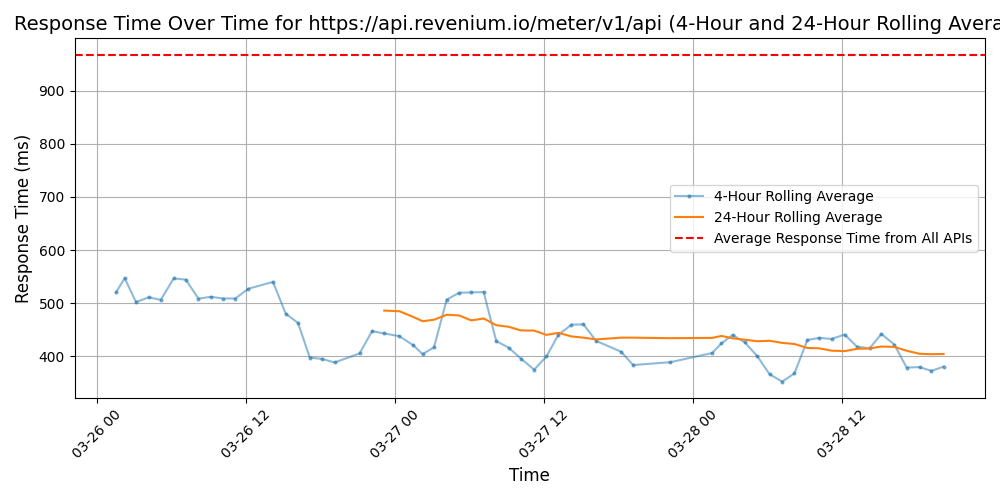 Response Time Over Time for https://api.revenium.io/meter/v1/api (4-Hour and 24-Hour Rolling Avera
Response Time (ms)
900
800
700
600
500
400
4-Hour Rolling Average
24-Hour Rolling Average
Average Response Time from All APIs
03-26 00
03-26 12
03-27 00
03-27 12
03-28 00
03-28 12
Time